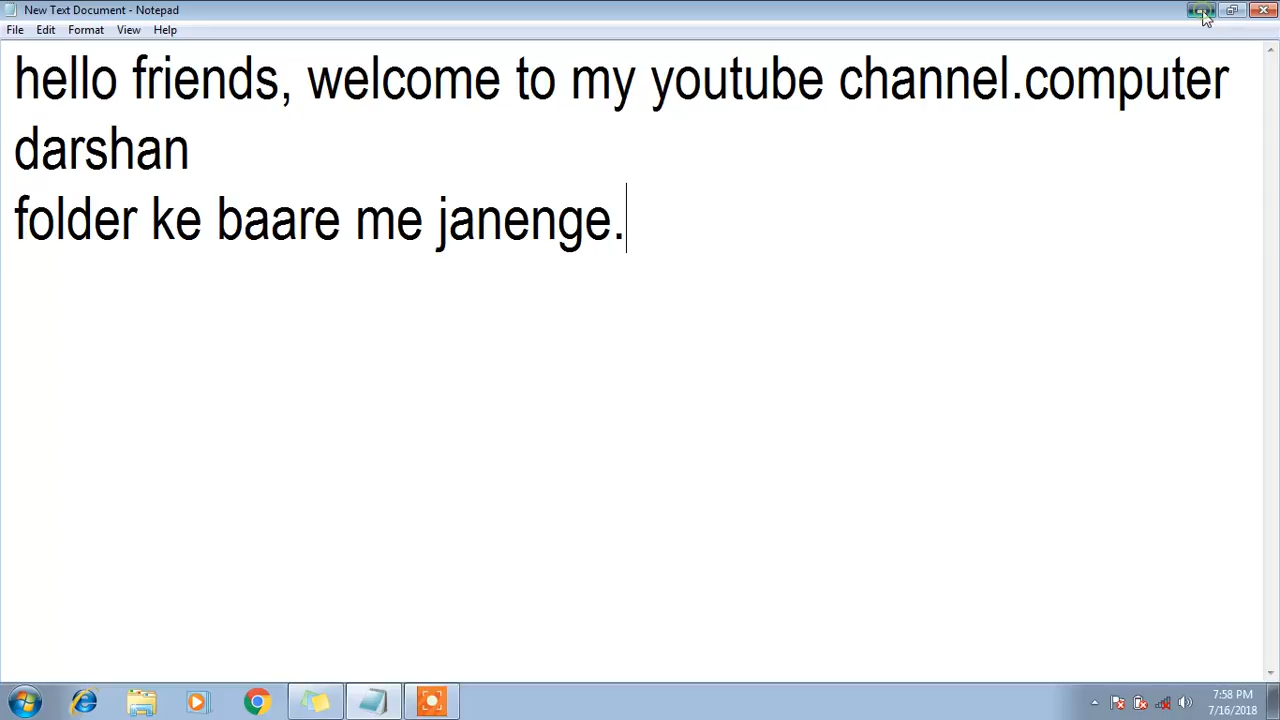 New Text Document - Notepad
File Edit Format View Help
hello friends, welcome to my youtube channel.computer
darshan
folder ke baare me janenge.
7:58 PM
7/16/2018